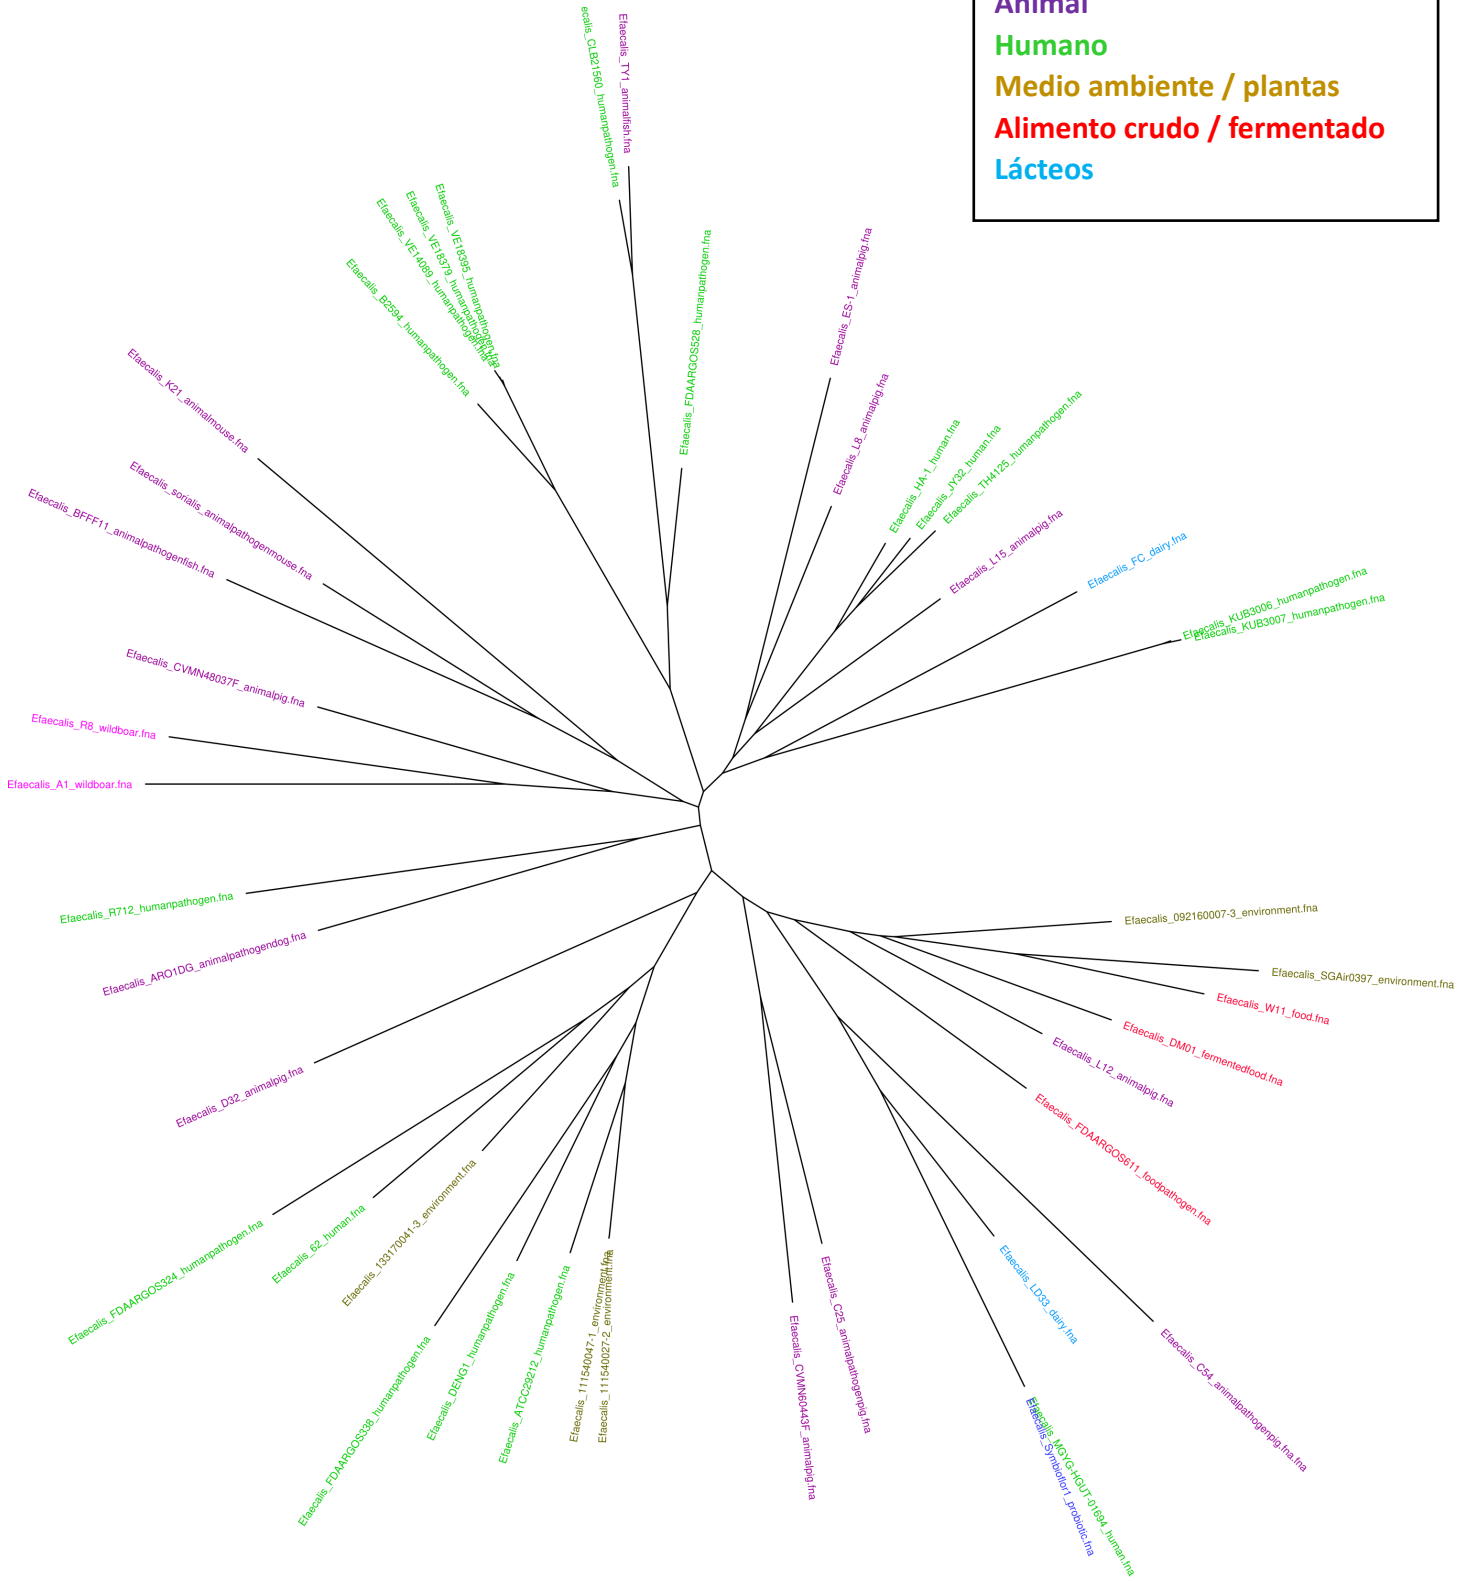 Animal
Humano
Medio ambiente / plantas
Alimento crudo / fermentado
Lácteos
ecalis_CLB21560_humanpathogen.fna
Efaecalis_TY1_animalfish.fna
Efaecalis_VE18395_humanpathogen.fna
Efaecalis_VE18379_humanpathogen.fna
Efaecalis_VE14089_humanpathogen.fna
Efaecalis_B2594_humanpathogen.fna
Efaecalis_FDAARGOS528_humanpathogen.fna
Efaecalis_ES-1_animalpig.fna
Efaecalis_L8_animalpig.fna
Efaecalis_HA-1_human.fna
Efaecalis_JY32_human.fna
Efaecalis_TH4125_humanpathogen.fna
Efaecalis_L15_animalpig.fna
Efaecalis_FC_dairy.fna
Efaecalis_KUB3006_humanpathogen.fna
Efaecalis_KUB3007_humanpathogen.fna
Efaecalis_K21_animalmouse.fna
Efaecalis_sorialis_animalpathogenmouse.fna
Efaecalis_BFFF11_animalpathogenfish.fna
Efaecalis_CVMN48037F_animalpig.fna
Efaecalis_R8_wildboar.fna
Efaecalis_A1_wildboar.fna
Efaecalis_R712_humanpathogen.fna
Efaecalis_ARO1DG_animalpathogendog.fna
Efaecalis_D32_animalpig.fna
Efaecalis_092160007-3_environment.fna
Efaecalis_SGAir0397_environment.fna
Efaecalis_W11_food.fna
Efaecalis_DM01_fermentedfood.fna
Efaecalis_L12_animalpig.fna
Efaecalis_FDAARGOS611_foodpathogen.fna
Efaecalis_FDAARGOS324_humanpathogen.fna
Efaecalis_62_human.fna
Efaecalis_133170041-3_environment.fna
Efaecalis_FDAARGOS338_humanpathogen.fna
Efaecalis_DENG1_humanpathogen.fna
Efaecalis_ATCC29212_humanpathogen.fna
Efaecalis_111540047-1_environment.fna
Efaecalis_111540027-2_environment.fna
Efaecalis_CVMN60443F_animalpig.fna
Efaecalis_C25_animalpathogenpig.fna
Efaecalis_LD33_dairy.fna
Efaecalis_C54_animalpathogenpig.fna.fna
Efaecalis_MGYG-HGUT-01694_human.fna
Efaecalis_Symbioflor1_probiotic.fna